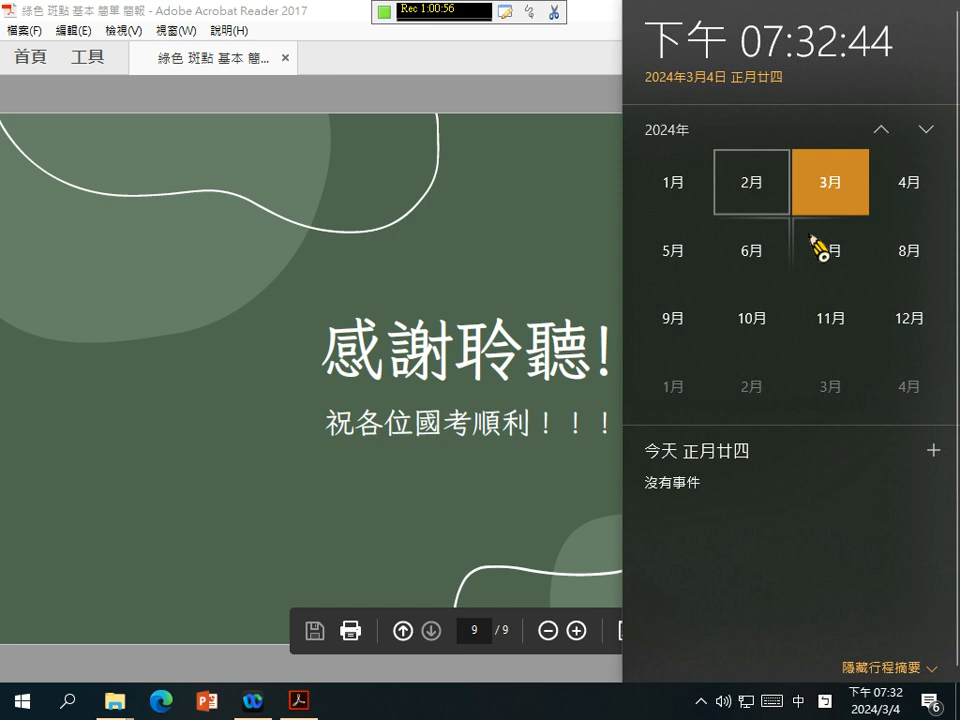 綠色 斑點 基本 簡單 簡報 - Adobe Acrobat Reader 2017
Rec 1:00:56
檔案(F) 編輯(E) 檢視(V) 視窗(W) 說明(H)
首頁 工具 綠色 斑點 基本 簡... ×
感謝聆聽!
祝各位國考順利！！！
9 / 9
下午 07:32:44
2024年3月4日 正月廿四
2024年
1月 2月 3月 4月
5月 6月 月 8月
9月 10月 11月 12月
1月 2月 3月 4月
今天 正月廿四
沒有事件
隱藏行程摘要
中
下午 07:32
2024/3/4
6